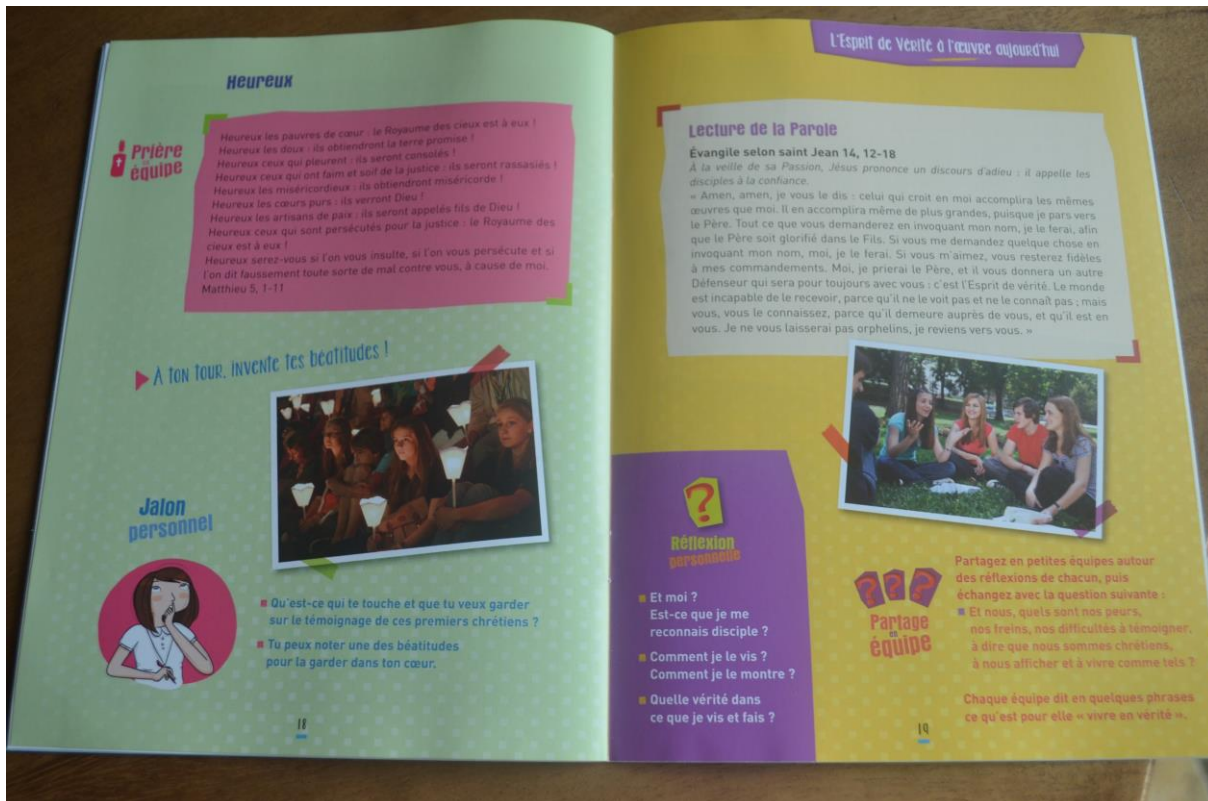 Heureux
Prière
en
équipe
Heureux les pauvres de cœur : le Royaume des cieux est à eux !
Heureux les doux : ils obtiendront la terre promise !
Heureux ceux qui pleurent : ils seront consolés !
Heureux ceux qui ont faim et soif de la justice : ils seront rassasiés !
Heureux les miséricordieux : ils obtiendront miséricorde !
Heureux les cœurs purs : ils verront Dieu !
Heureux les artisans de paix : ils seront appelés fils de Dieu !
Heureux ceux qui sont persécutés pour la justice : le Royaume des
cieux est à eux !
Heureux serez-vous si l'on vous insulte, si l'on vous persécute et si
l'on dit faussement toute sorte de mal contre vous, à cause de moi.
Matthieu 5, 1-11
À ton tour, invente tes béatitudes !
Jalon
personnel
Qu'est-ce qui te touche et que tu veux garder
sur le témoignage de ces premiers chrétiens ?
Tu peux noter une des béatitudes
pour la garder dans ton cœur.
18
L'Esprit de Vérité à l'œuvre aujourd'hui
Lecture de la Parole
Évangile selon saint Jean 14, 12-18
À la veille de sa Passion, Jésus prononce un discours d'adieu : il appelle les
disciples à la confiance.
« Amen, amen, je vous le dis : celui qui croit en moi accomplira les mêmes
œuvres que moi. Il en accomplira même de plus grandes, puisque je pars vers
le Père. Tout ce que vous demanderez en invoquant mon nom, je le ferai, afin
que le Père soit glorifié dans le Fils. Si vous me demandez quelque chose en
invoquant mon nom, moi, je le ferai. Si vous m'aimez, vous resterez fidèles
à mes commandements. Moi, je prierai le Père, et il vous donnera un autre
Défenseur qui sera pour toujours avec vous : c'est l'Esprit de vérité. Le monde
est incapable de le recevoir, parce qu'il ne le voit pas et ne le connaît pas ; mais
vous, vous le connaissez, parce qu'il demeure auprès de vous, et qu'il est en
vous. Je ne vous laisserai pas orphelins, je reviens vers vous. »
?
Réflexion
personnelle
Et moi ?
Est-ce que je me
reconnais disciple ?
Comment je le vis ?
Comment je le montre ?
Quelle vérité dans
ce que je vis et fais ?
? ? ?
Partage
en
équipe
Partagez en petites équipes autour
des réflexions de chacun, puis
échangez avec la question suivante :
Et nous, quels sont nos peurs,
nos freins, nos difficultés à témoigner,
à dire que nous sommes chrétiens,
à nous afficher et à vivre comme tels ?
Chaque équipe dit en quelques phrases
ce qu'est pour elle « vivre en vérité ».
19